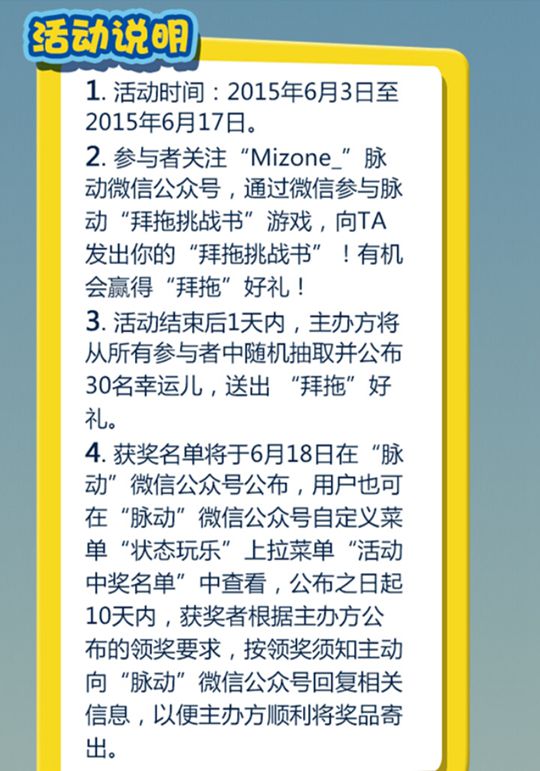 活动说明
1. 活动时间：2015年6月3日至
2015年6月17日。
2. 参与者关注“Mizone_”脉
动微信公众号，通过微信参与脉
动“拜拖挑战书”游戏，向TA
发出你的“拜拖挑战书”！有机
会赢得“拜拖”好礼！
3. 活动结束后1天内，主办方将
从所有参与者中随机抽取并公布
30名幸运儿，送出 “拜拖”好
礼。
4. 获奖名单将于6月18日在“脉
动”微信公众号公布，用户也可
在“脉动”微信公众号自定义菜
单“状态玩乐”上拉菜单“活动
中奖名单”中查看，公布之日起
10天内，获奖者根据主办方公
布的领奖要求，按领奖须知主动
向“脉动”微信公众号回复相关
信息，以便主办方顺利将奖品寄
出。